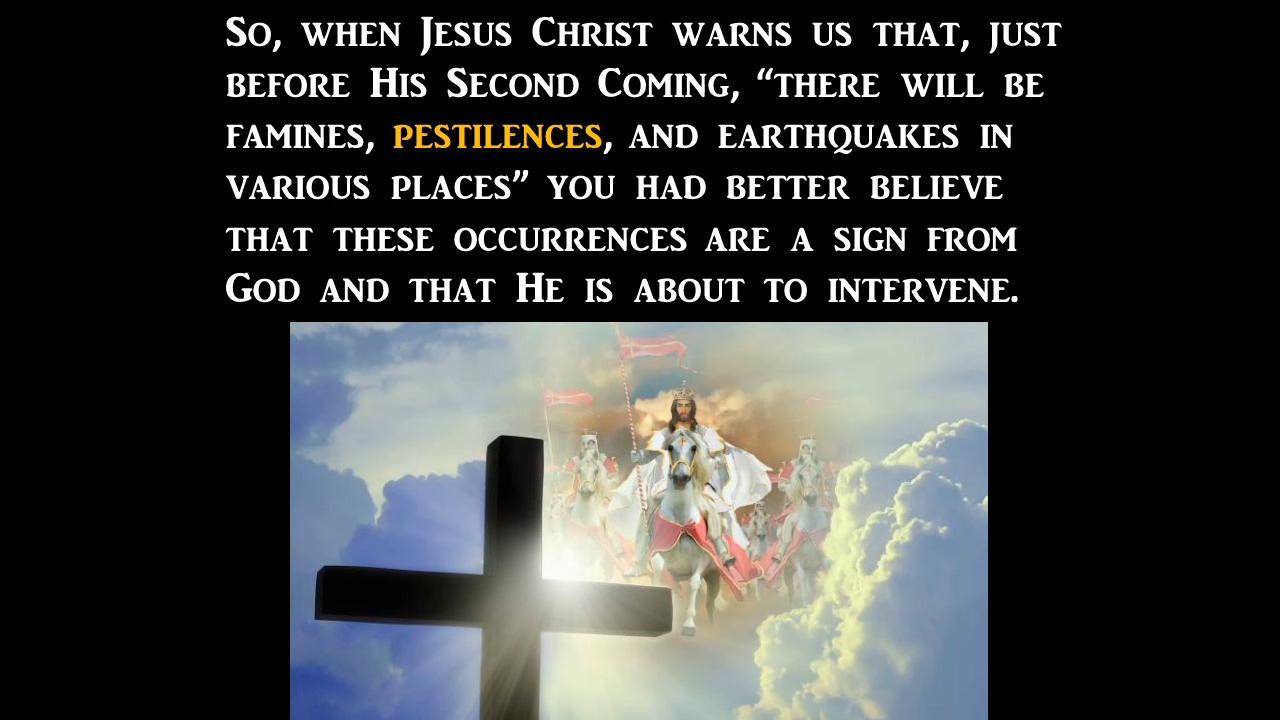 So, when Jesus Christ warns us that, just
before His Second Coming, “there will be
famines, pestilences, and earthquakes in
various places” you had better believe
that these occurrences are a sign from
God and that He is about to intervene.